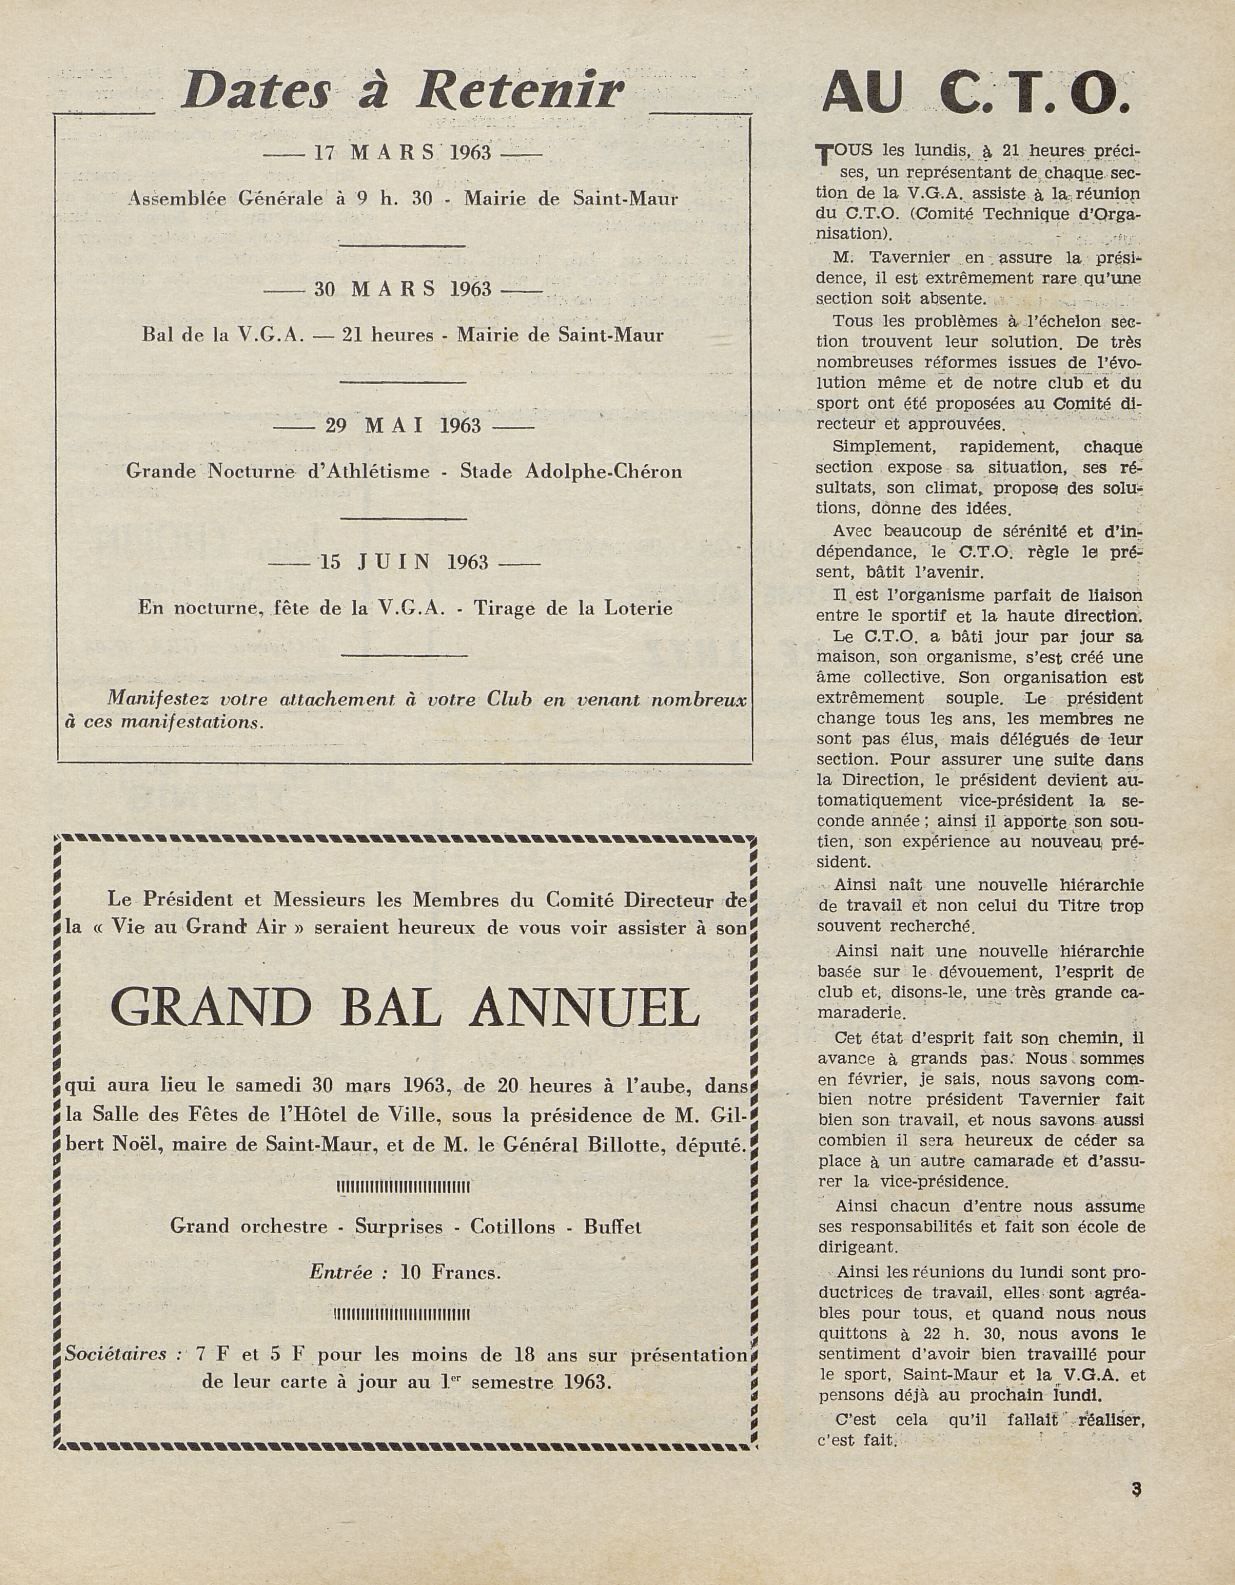 Dates à Retenir
17 MARS 1963
Assemblée Générale à 9 h. 30 - Mairie de Saint-Maur
30 MARS 1963
Bal de la V.G.A. — 21 heures - Mairie de Saint-Maur
29 MAI 1963
Grande Nocturne d'Athlétisme - Stade Adolphe-Chéron
15 JUIN 1963
En nocturne, fête de la V.G.A. - Tirage de la Loterie
Manifestez votre attachement à votre Club en venant nombreux
à ces manifestations.
Le Président et Messieurs les Membres du Comité Directeur de
la « Vie au Grand Air » seraient heureux de vous voir assister à son
GRAND BAL ANNUEL
qui aura lieu le samedi 30 mars 1963, de 20 heures à l'aube, dans
la Salle des Fêtes de l'Hôtel de Ville, sous la présidence de M. Gil-
bert Noël, maire de Saint-Maur, et de M. le Général Billotte, député.
Grand orchestre - Surprises - Cotillons - Buffet
Entrée : 10 Francs.
Sociétaires : 7 F et 5 F pour les moins de 18 ans sur présentation
de leur carte à jour au 1er semestre 1963.
AU C.T.O.
TOUS les lundis, à 21 heures préci-
ses, un représentant de chaque sec-
tion de la V.G.A. assiste à la réunion
du C.T.O. (Comité Technique d'Orga-
nisation).
M. Tavernier en assure la prési-
dence, il est extrêmement rare qu'une
section soit absente.
Tous les problèmes à l'échelon sec-
tion trouvent leur solution. De très
nombreuses réformes issues de l'évo-
lution même et de notre club et du
sport ont été proposées au Comité di-
recteur et approuvées.
Simplement, rapidement, chaque
section expose sa situation, ses ré-
sultats, son climat, propose des solu-
tions, donne des idées.
Avec beaucoup de sérénité et d'in-
dépendance, le C.T.O. règle le pré-
sent, bâtit l'avenir.
Il est l'organisme parfait de liaison
entre le sportif et la haute direction.
Le C.T.O. a bâti jour par jour sa
maison, son organisme, s'est créé une
âme collective. Son organisation est
extrêmement souple. Le président
change tous les ans, les membres ne
sont pas élus, mais délégués de leur
section. Pour assurer une suite dans
la Direction, le président devient au-
tomatiquement vice-président la se-
conde année ; ainsi il apporte son sou-
tien, son expérience au nouveau pré-
sident.
Ainsi naît une nouvelle hiérarchie
de travail et non celui du Titre trop
souvent recherché.
Ainsi nait une nouvelle hiérarchie
basée sur le dévouement, l'esprit de
club et, disons-le, une très grande ca-
maraderie.
Cet état d'esprit fait son chemin, il
avance à grands pas. Nous sommes
en février, je sais, nous savons com-
bien notre président Tavernier fait
bien son travail, et nous savons aussi
combien il sera heureux de céder sa
place à un autre camarade et d'assu-
rer la vice-présidence.
Ainsi chacun d'entre nous assume
ses responsabilités et fait son école de
dirigeant.
Ainsi les réunions du lundi sont pro-
ductrices de travail, elles sont agréa-
bles pour tous, et quand nous nous
quittons à 22 h. 30, nous avons le
sentiment d'avoir bien travaillé pour
le sport, Saint-Maur et la V.G.A. et
pensons déjà au prochain lundi.
C'est cela qu'il fallait réaliser,
c'est fait.
3